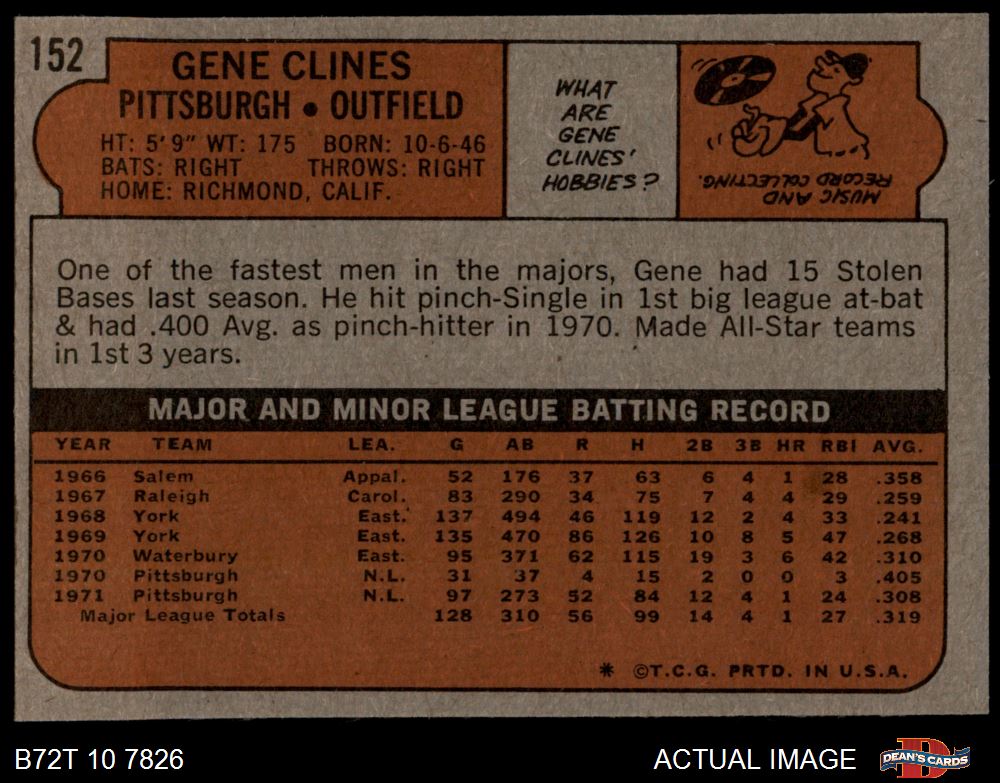 152
GENE CLINES
PITTSBURGH • OUTFIELD
HT: 5'9" WT: 175 BORN: 10-6-46
BATS: RIGHT THROWS: RIGHT
HOME: RICHMOND, CALIF.
WHAT
ARE
GENE
CLINES'
HOBBIES?
MUSIC AND
RECORD COLLECTING.
One of the fastest men in the majors, Gene had 15 Stolen
Bases last season. He hit pinch-Single in 1st big league at-bat
& had .400 Avg. as pinch-hitter in 1970. Made All-Star teams
in 1st 3 years.
MAJOR AND MINOR LEAGUE BATTING RECORD
YEAR TEAM LEA. G AB R H 2B 3B HR RBI AVG.
1966 Salem Appal. 52 176 37 63 6 4 1 28 .358
1967 Raleigh Carol. 83 290 34 75 7 4 4 29 .259
1968 York East. 137 494 46 119 12 2 4 33 .241
1969 York East. 135 470 86 126 10 8 5 47 .268
1970 Waterbury East. 95 371 62 115 19 3 6 42 .310
1970 Pittsburgh N.L. 31 37 4 15 2 0 0 3 .405
1971 Pittsburgh N.L. 97 273 52 84 12 4 1 24 .308
Major League Totals 128 310 56 99 14 4 1 27 .319
* ©T.C.G. PRTD. IN U.S.A.
B72T 10 7826 ACTUAL IMAGE DEAN'S CARDS